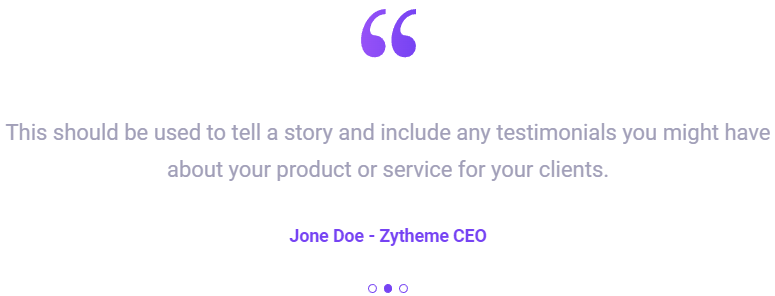 “
This should be used to tell a story and include any testimonials you might have
about your product or service for your clients.
Jone Doe - Zytheme CEO